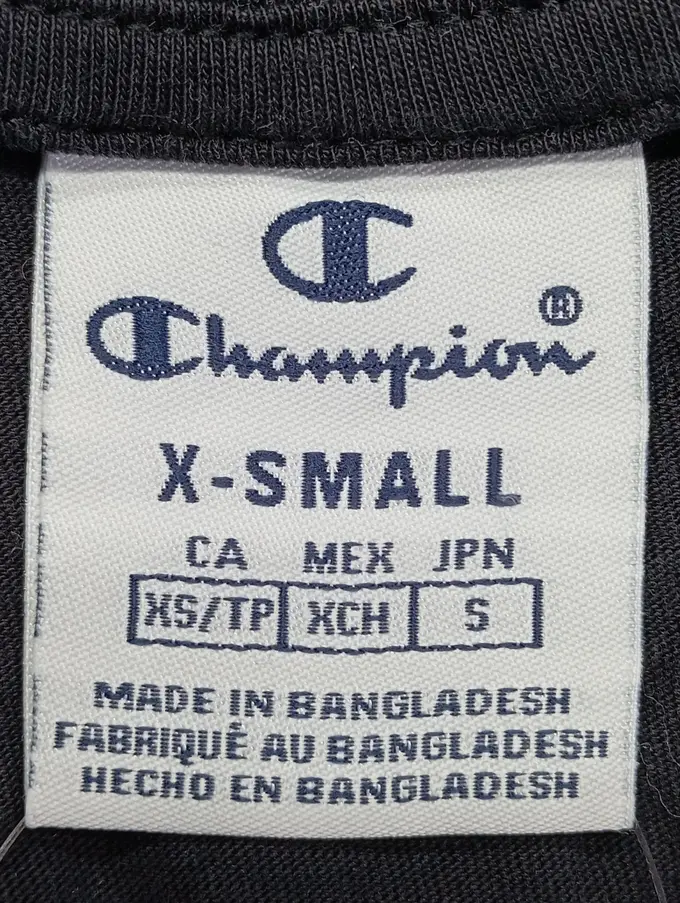 Champion®
X-SMALL
CA MEX JPN
XS/TP XCH S
MADE IN BANGLADESH
FABRIQUÉ AU BANGLADESH
HECHO EN BANGLADESH